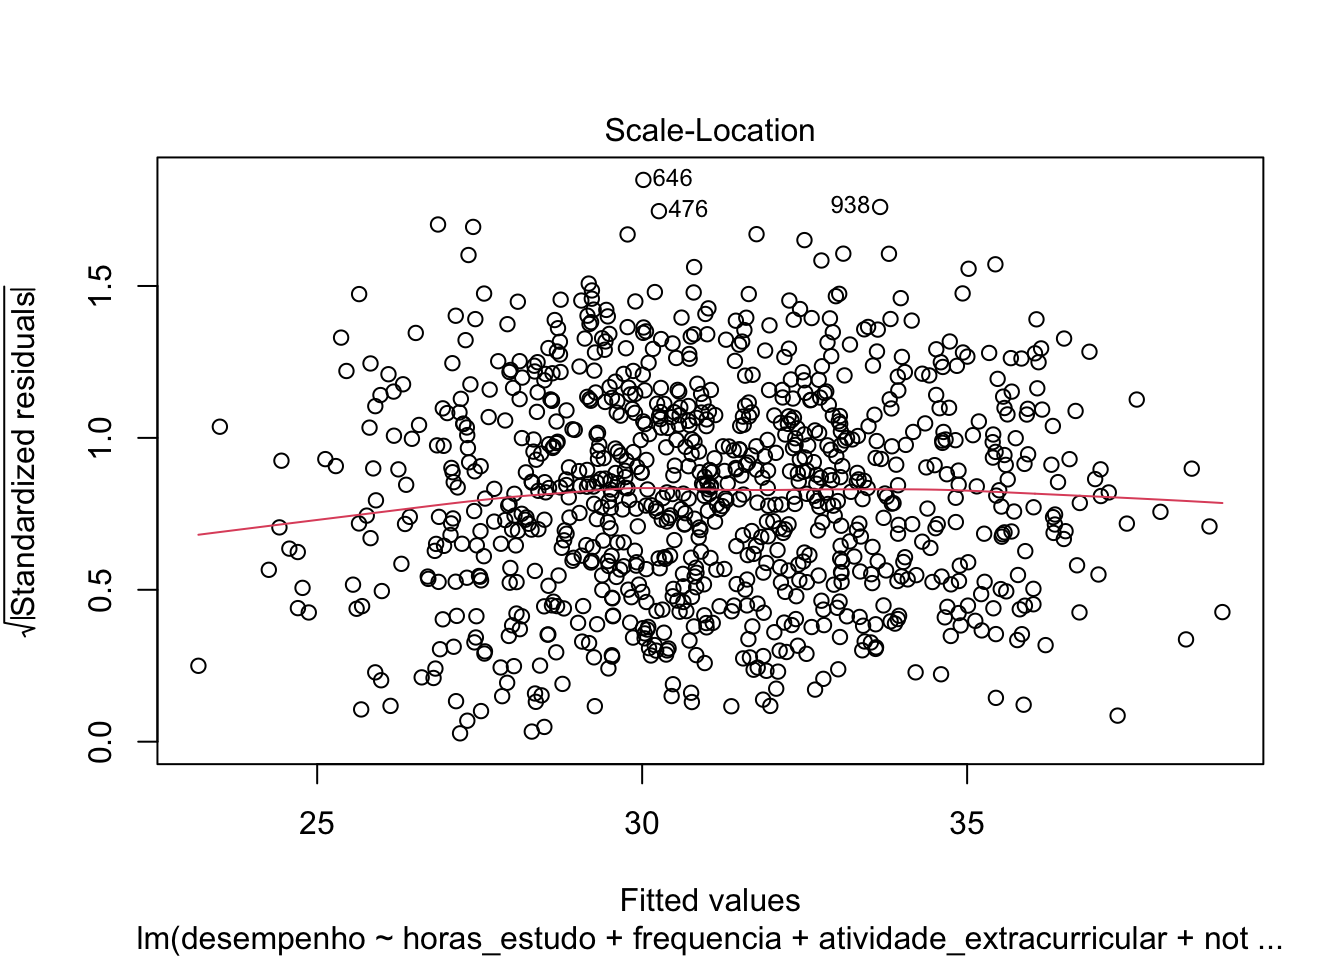 Scale-Location
646
476
938
√|Standardized residuals|
1.5
1.0
0.5
0.0
25 30 35
Fitted values
lm(desempenho ~ horas_estudo + frequencia + atividade_extracurricular + not ...